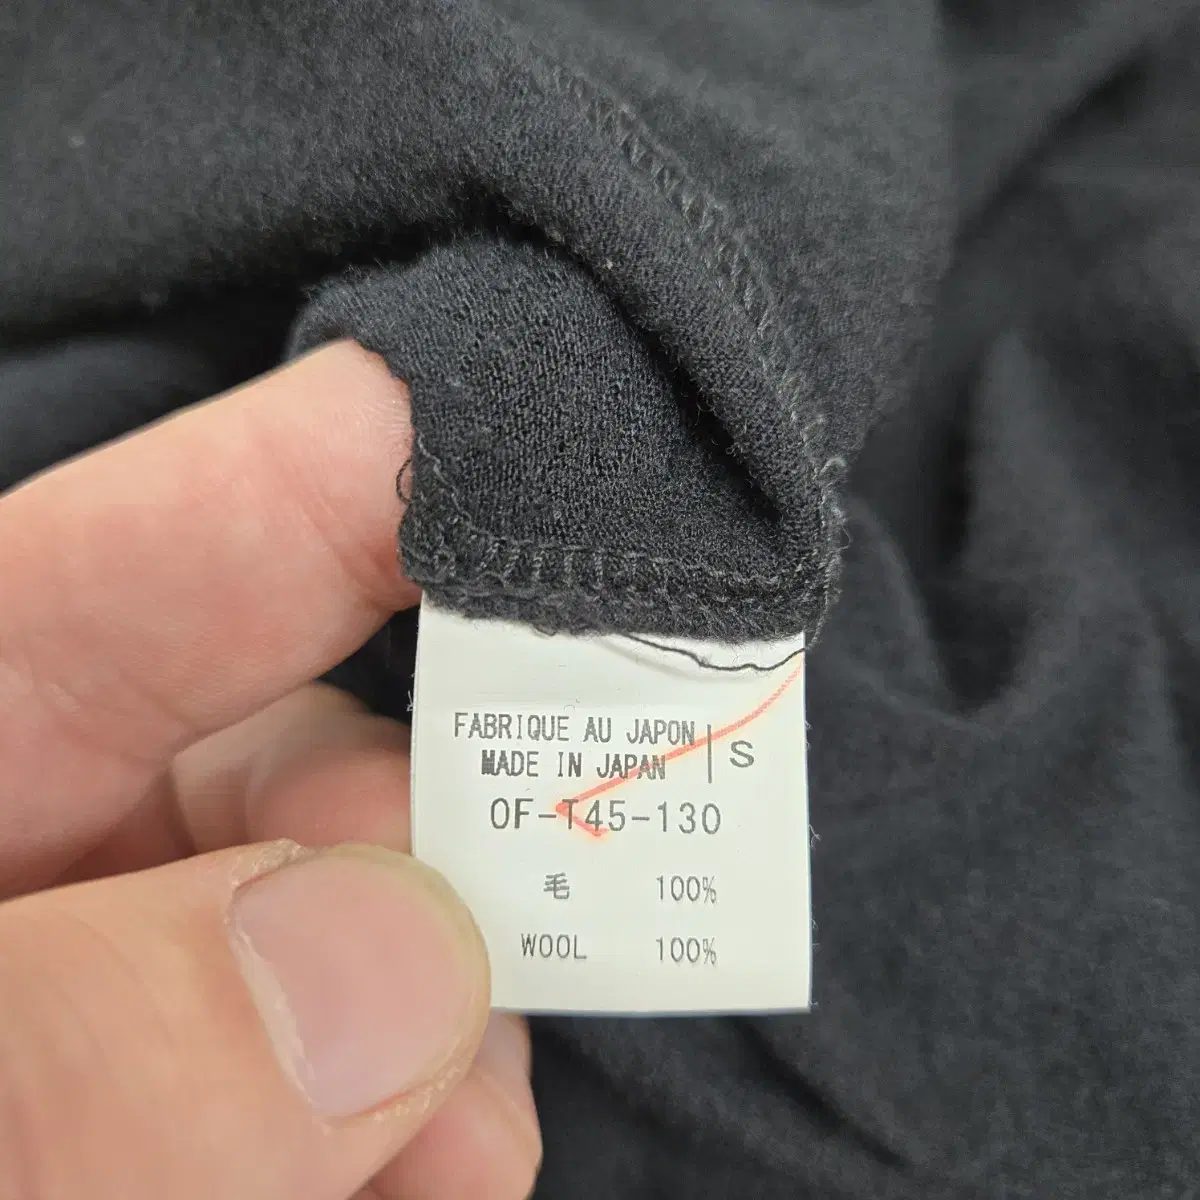 FABRIQUE AU JAPON
MADE IN JAPAN | S
OF-T45-130
毛 100%
WOOL 100%